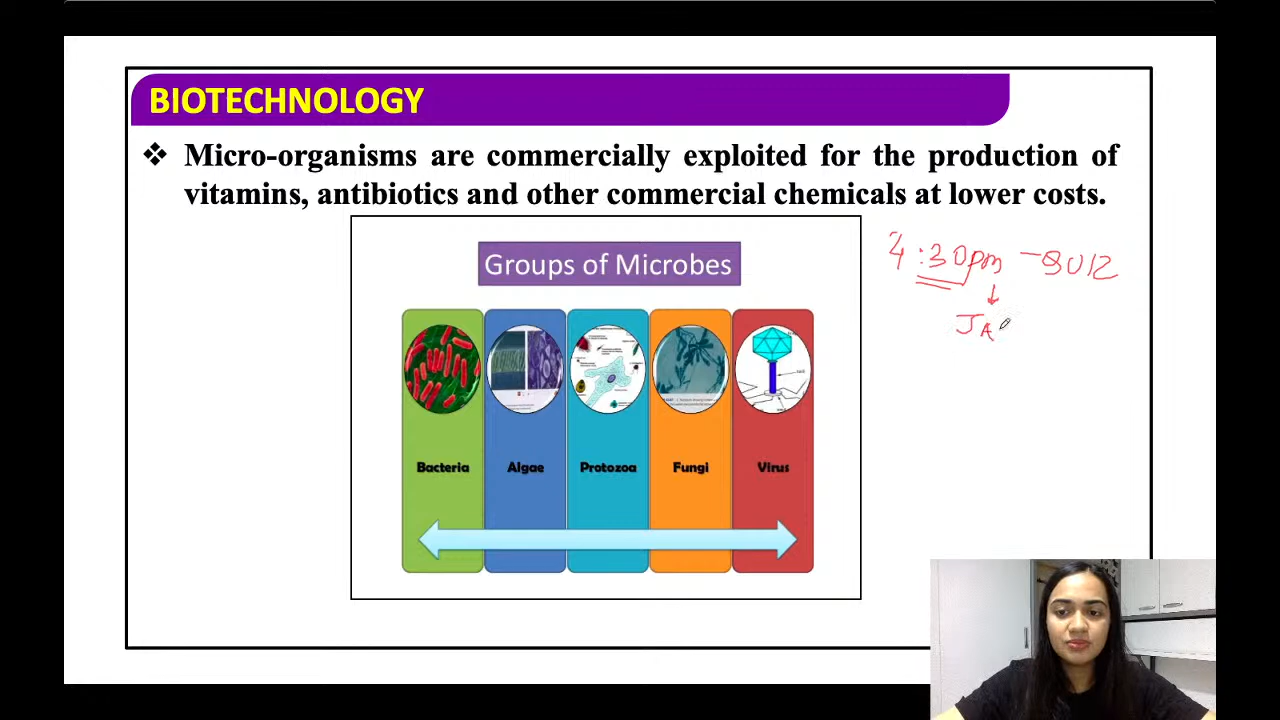 BIOTECHNOLOGY
❖ Micro-organisms are commercially exploited for the production of
vitamins, antibiotics and other commercial chemicals at lower costs.
Groups of Microbes
4:30pm - QUIZ
↓
JA
Bacteria Algae Protozoa Fungi Virus